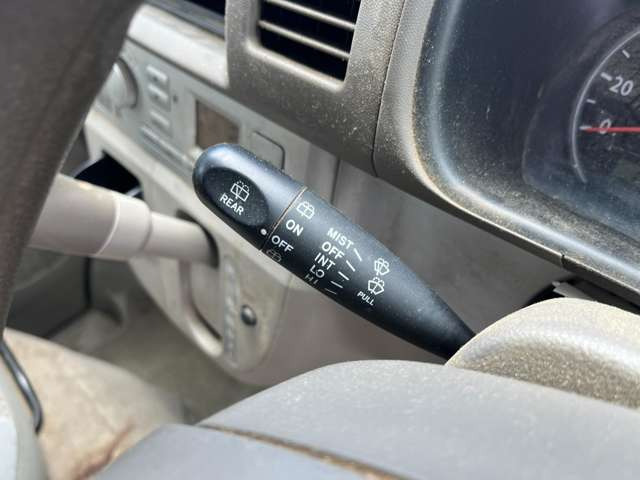 REAR
ON
OFF
MIST
OFF
INT
LO
HI
PULL
20
0